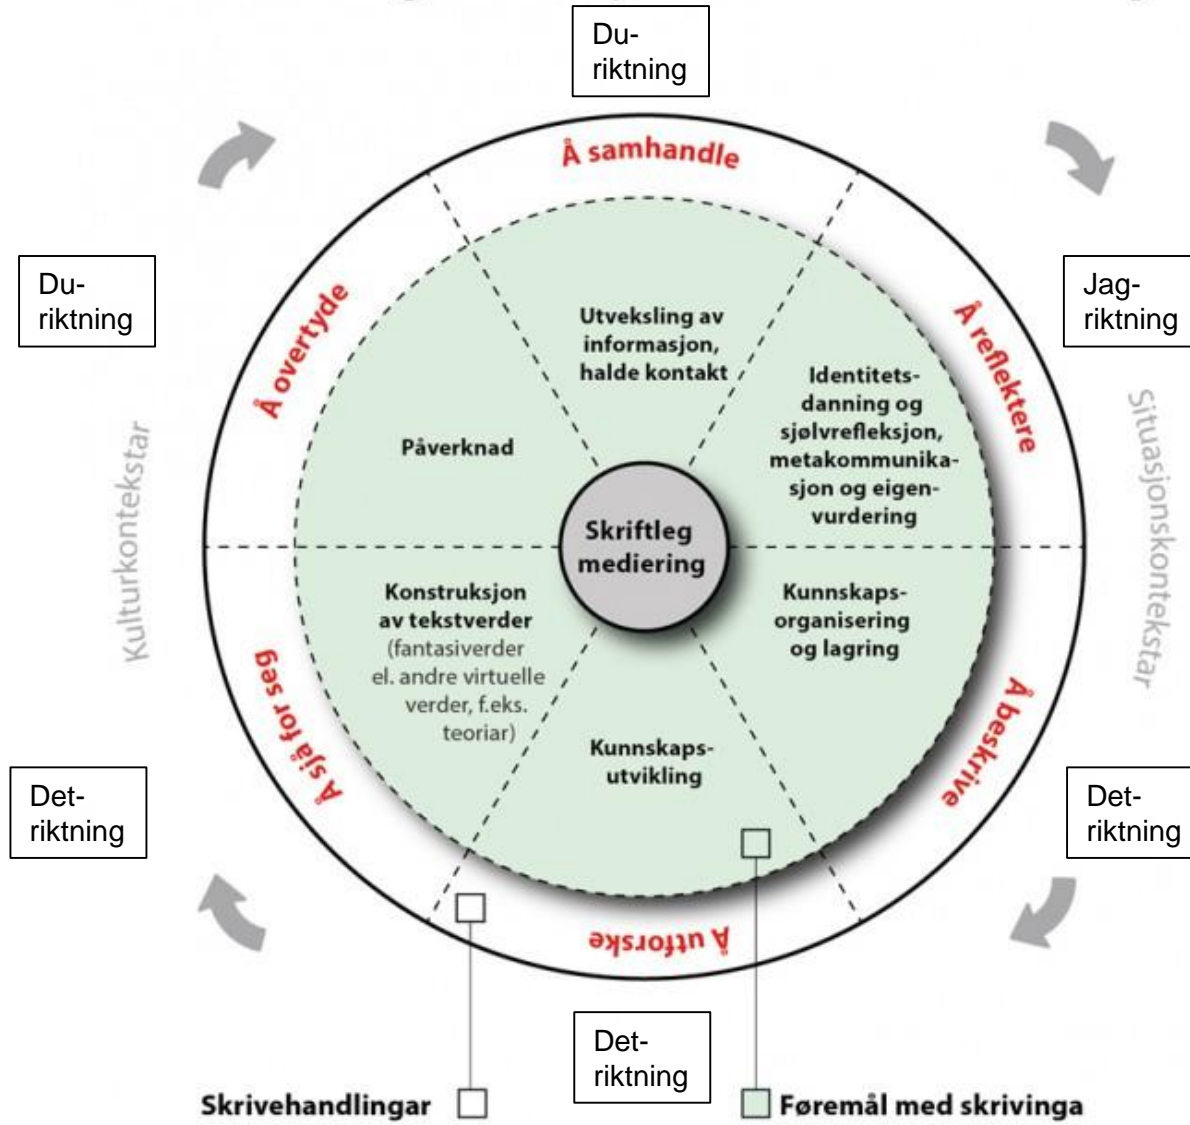 Du-
riktning
Å samhandle
Du-
riktning
Å overtyde
Å reflektere
Jag-
riktning
Utveksling av
informasjon,
halde kontakt
Identitets-
danning og
sjølvrefleksjon,
metakommunika-
sjon og eigen-
vurdering
Påverknad
Kulturkontekstar
Situasjonskontekstar
Skriftleg
mediering
Konstruksjon
av tekstverder
(fantasiverder
el. andre virtuelle
verder, f.eks.
teoriar)
Kunnskaps-
organisering
og lagring
Kunnskaps-
utvikling
Å sjå for seg
Å beskrive
Det-
riktning
Det-
riktning
Å utforske
Det-
riktning
Skrivehandlingar
Føremål med skrivinga